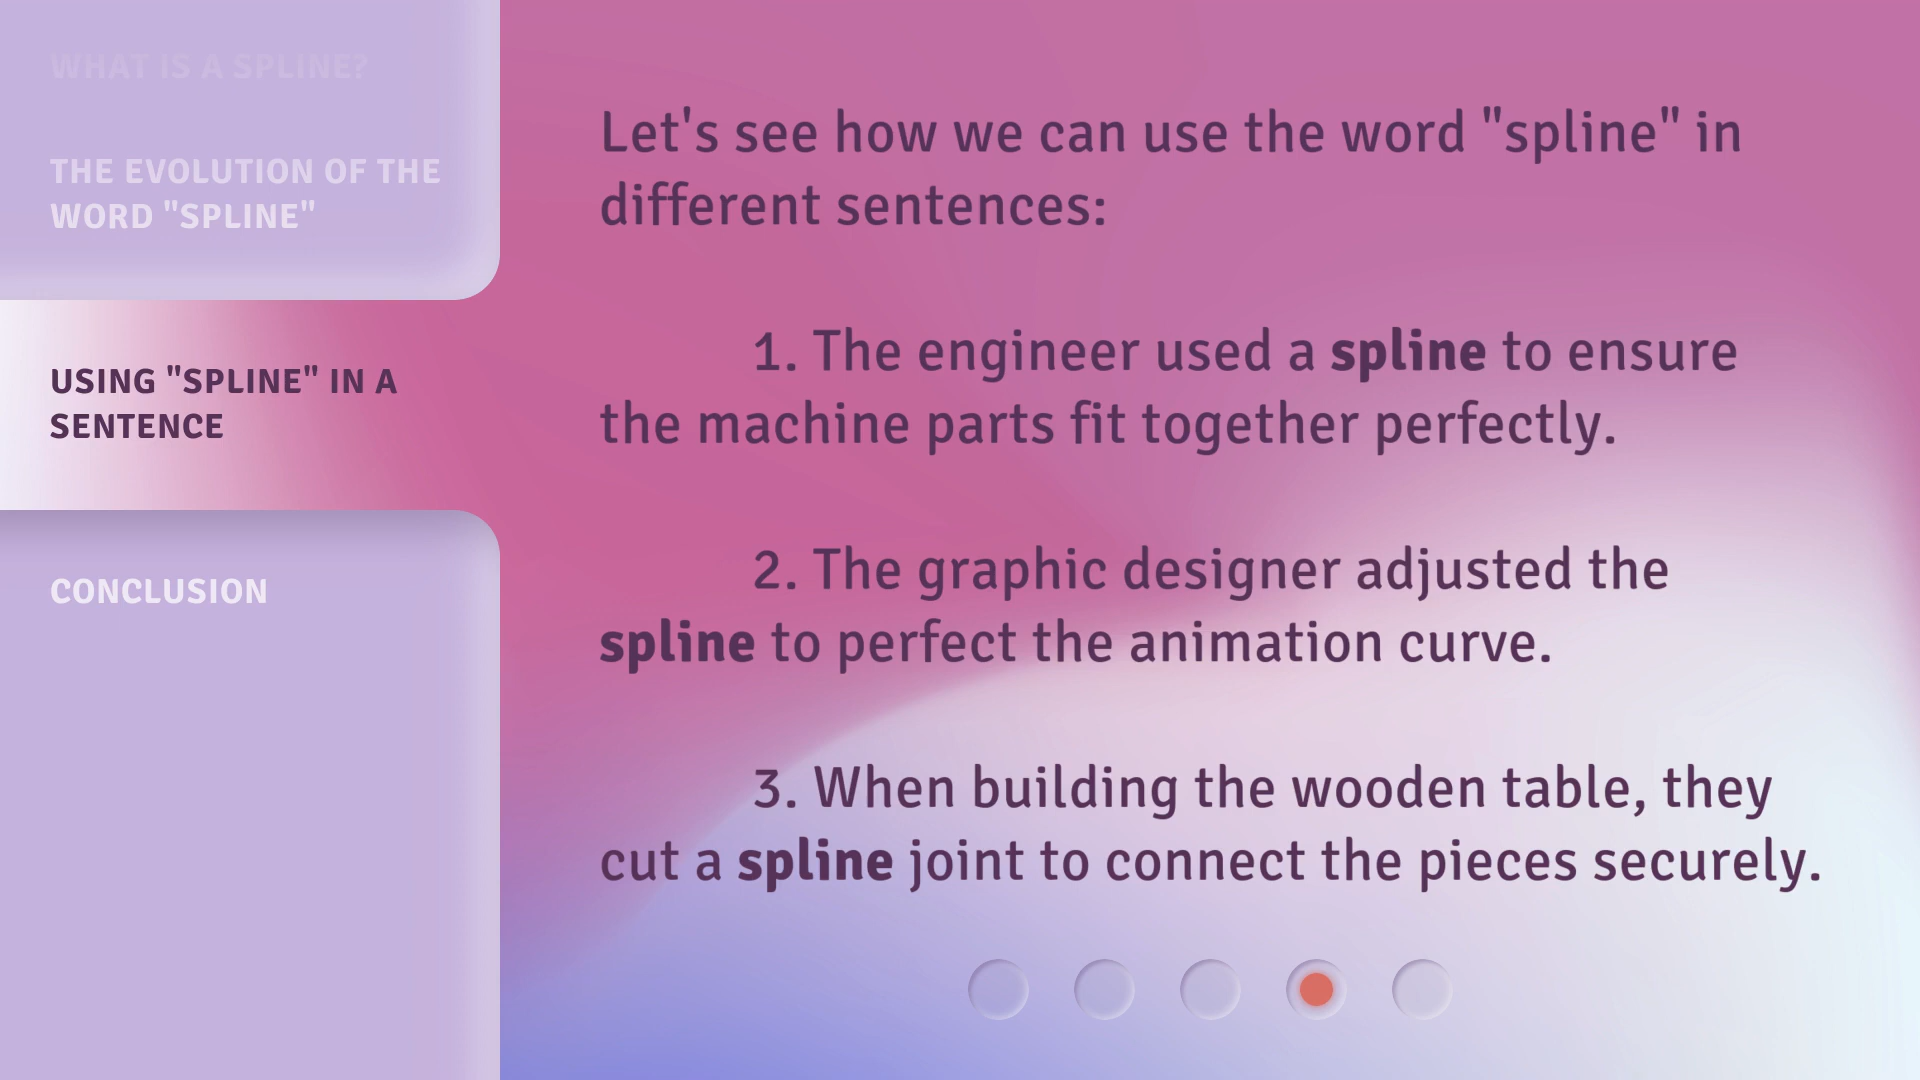 WHAT IS A SPLINE?
THE EVOLUTION OF THE
WORD "SPLINE"
USING "SPLINE" IN A
SENTENCE
CONCLUSION
Let's see how we can use the word "spline" in
different sentences:
1. The engineer used a spline to ensure
the machine parts fit together perfectly.
2. The graphic designer adjusted the
spline to perfect the animation curve.
3. When building the wooden table, they
cut a spline joint to connect the pieces securely.